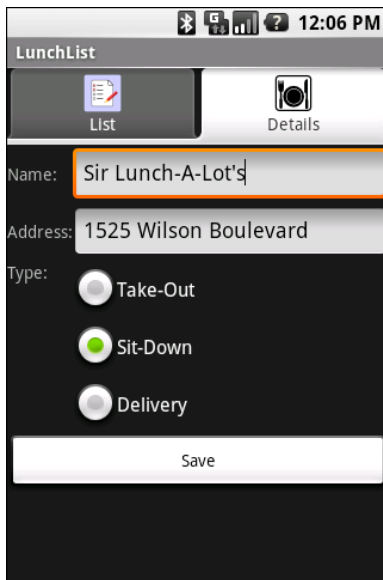 12:06 PM
LunchList
List Details
Name: Sir Lunch-A-Lot's
Address: 1525 Wilson Boulevard
Type:
Take-Out
Sit-Down
Delivery
Save